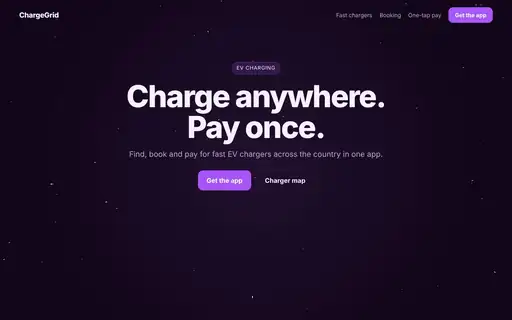 ChargeGrid
Fast chargers Booking One-tap pay Get the app
EV CHARGING
Charge anywhere.
Pay once.
Find, book and pay for fast EV chargers across the country in one app.
Get the app Charger map